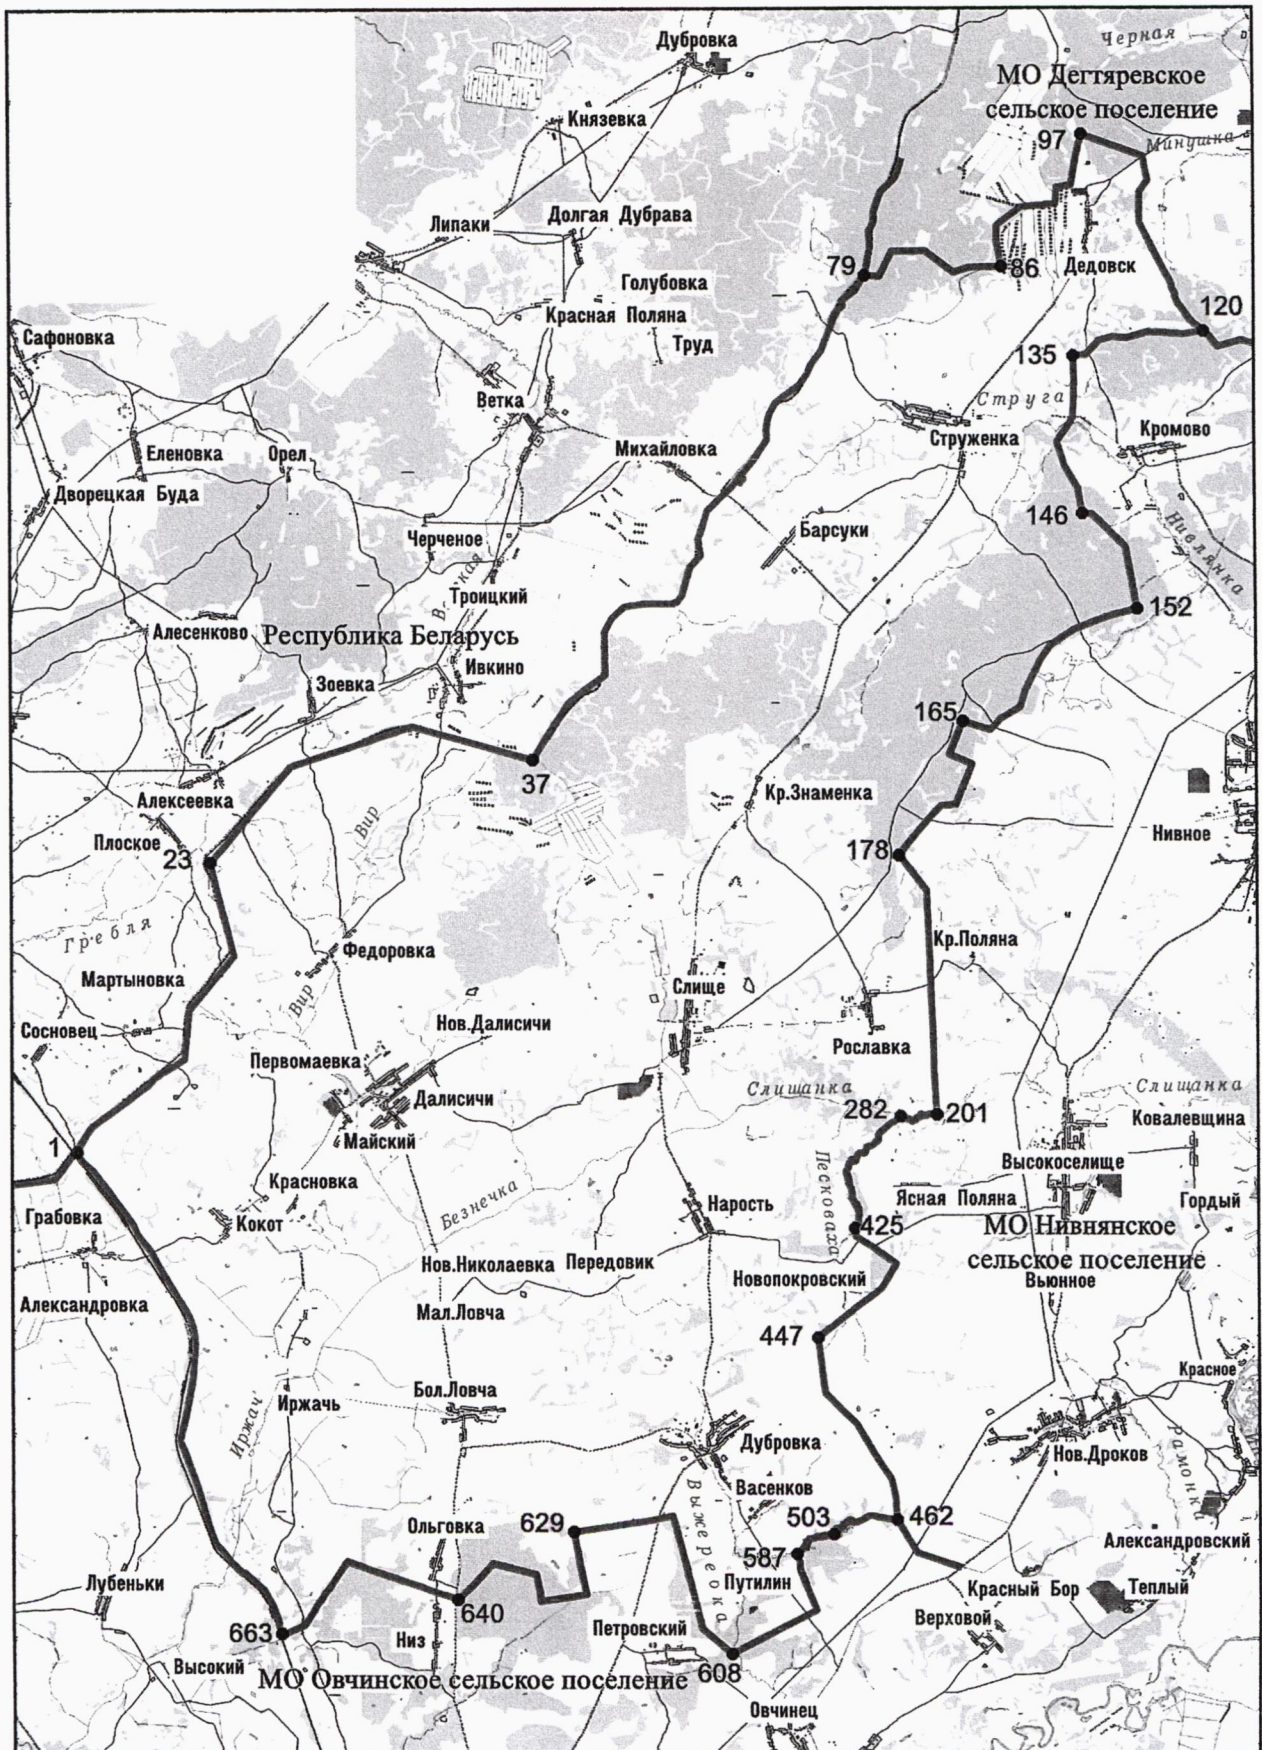 Черная
Дубровка
МО Дегтяревское
сельское поселение
Князевка
97
Минушка
Липаки
Долгая Дубрава
79
86
Дедовск
Голубовка
120
Красная Поляна
Сафоновка
Труд
135
Струга
Ветка
Струженка
Кромово
Михайловка
Еленовка
Орел
Дворецкая Буда
146
Нивлянка
Барсуки
Черченое
Троицкий
152
Алесенково
Республика Беларусь
Ивкино
Зоевка
165
37
Кр.Знаменка
Алексеевка
Вир
Плоское
23
178
Нивное
Гребля
Федоровка
Кр.Поляна
Мартыновка
Вир
Слище
Сосновец
Нов.Далисичи
Рославка
Первомаевка
Слищанка
Слищанка
Далисичи
282
201
Ковалевщина
Майский
1
Песковаха
Высокоселище
Красновка
Безнечка
Нарость
Ясная Поляна
Гордый
Грабовка
Кокот
425
МО Нивнянское
сельское поселение
Нов.Николаевка
Передовик
Новопокровский
Вьюнное
Александровка
Мал.Ловча
447
Красное
Бол.Ловча
Иржач
Иржачь
Дубровка
Нов.Дроков
Рамонка
Васенков
Выжереока
Ольговка
629
503
462
Александровский
587
Лубеньки
Путилин
Красный Бор
Теплый
640
Верховой
663
Низ
Петровский
Высокий
МО Овчинское сельское поселение
608
Овчинец